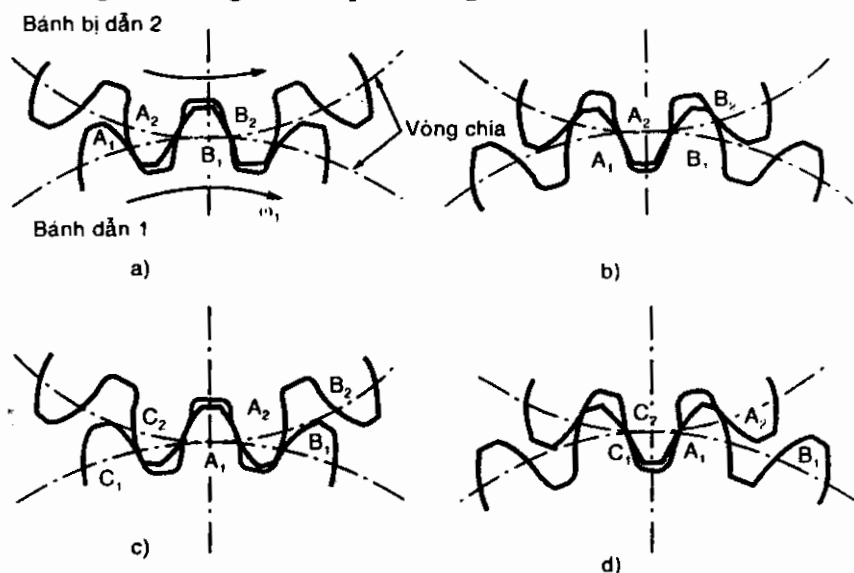 Bánh bị dẫn 2
A₂
B₂
A₁
B₁
Vòng chia
ω₁
Bánh dẫn 1
a)
A₂
B₂
A₁
B₁
b)
C₂
A₂
B₂
C₁
A₁
B₁
c)
C₂
A₂
C₁
A₁
B₁
d)